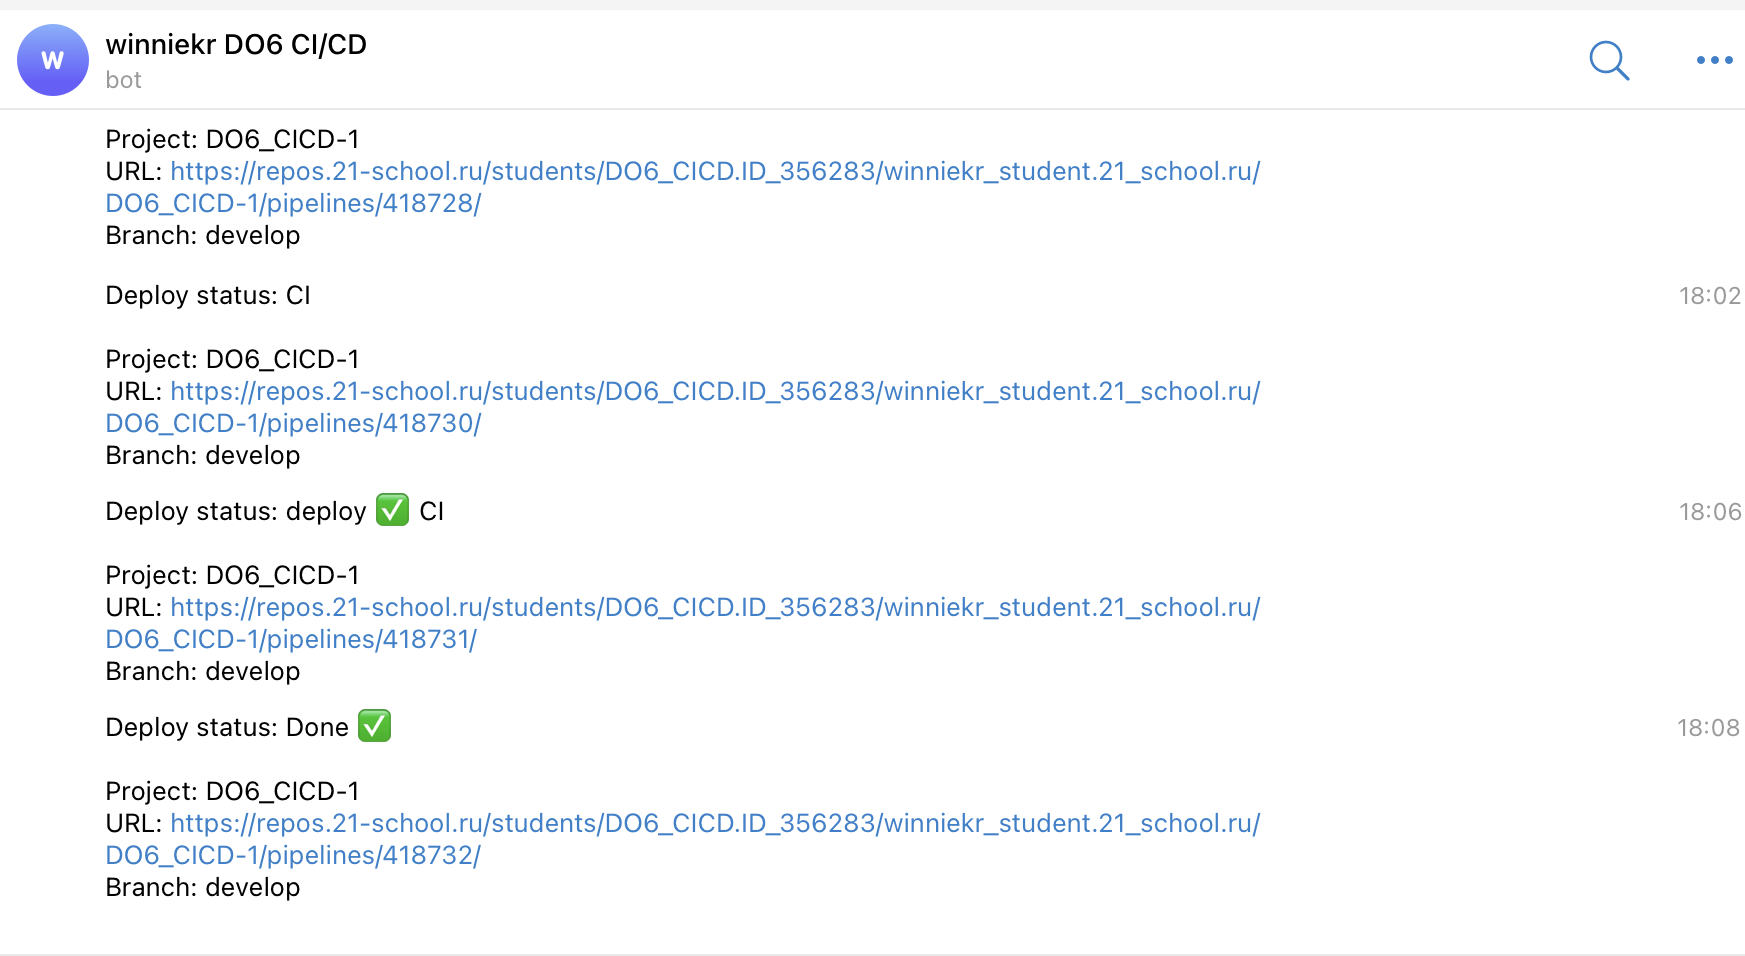 w
winniekr DO6 CI/CD
bot
Project: DO6_CICD-1
URL: https://repos.21-school.ru/students/DO6_CICD.ID_356283/winniekr_student.21_school.ru/
DO6_CICD-1/pipelines/418728/
Branch: develop
Deploy status: CI
18:02
Project: DO6_CICD-1
URL: https://repos.21-school.ru/students/DO6_CICD.ID_356283/winniekr_student.21_school.ru/
DO6_CICD-1/pipelines/418730/
Branch: develop
Deploy status: deploy ✅ CI
18:06
Project: DO6_CICD-1
URL: https://repos.21-school.ru/students/DO6_CICD.ID_356283/winniekr_student.21_school.ru/
DO6_CICD-1/pipelines/418731/
Branch: develop
Deploy status: Done ✅
18:08
Project: DO6_CICD-1
URL: https://repos.21-school.ru/students/DO6_CICD.ID_356283/winniekr_student.21_school.ru/
DO6_CICD-1/pipelines/418732/
Branch: develop